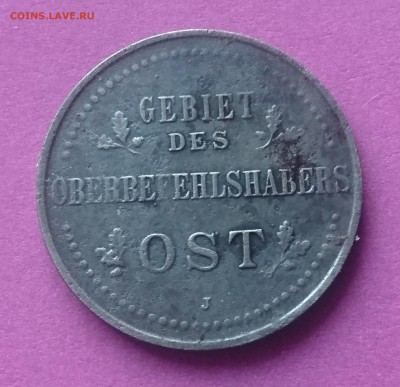 COINS.LAVE.RU
GEBIET
DES
OBERBEFEHLSHABERS
OST
J